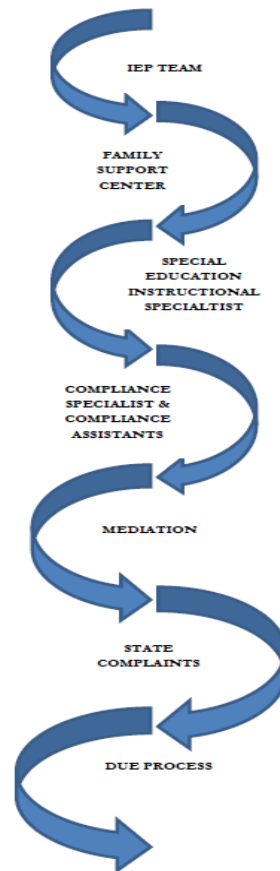 IEP TEAM
FAMILY
SUPPORT
CENTER
SPECIAL
EDUCATION
INSTRUCTIONAL
SPECIALTIST
COMPLIANCE
SPECIALIST &
COMPLIANCE
ASSISTANTS
MEDIATION
STATE
COMPLAINTS
DUE PROCESS